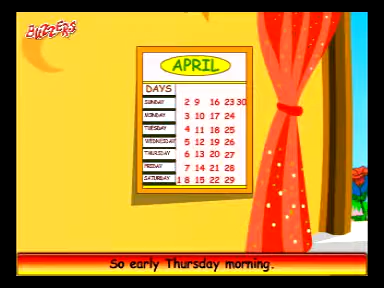 BUZZERS
APRIL
DAYS
SUNDAY 2 9 16 23 30
MONDAY 3 10 17 24
TUESDAY 4 11 18 25
WEDNESDAY 5 12 19 26
THURSDAY 6 13 20 27
FRIDAY 7 14 21 28
SATURDAY 1 8 15 22 29
So early Thursday morning.